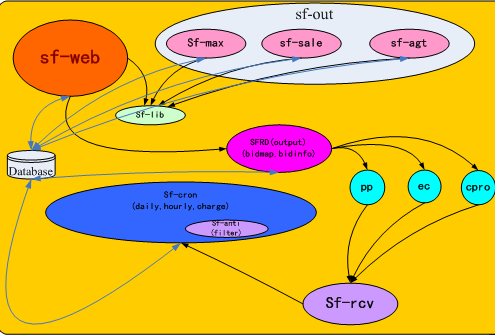 sf-out
Sf-max
sf-sale
sf-agt
sf-web
Sf-lib
SFRD(output)
(bidmap,bidinfo)
Database
pp
ec
cpro
Sf-cron
(daily,hourly,charge)
Sf-anti
(filter)
Sf-rcv